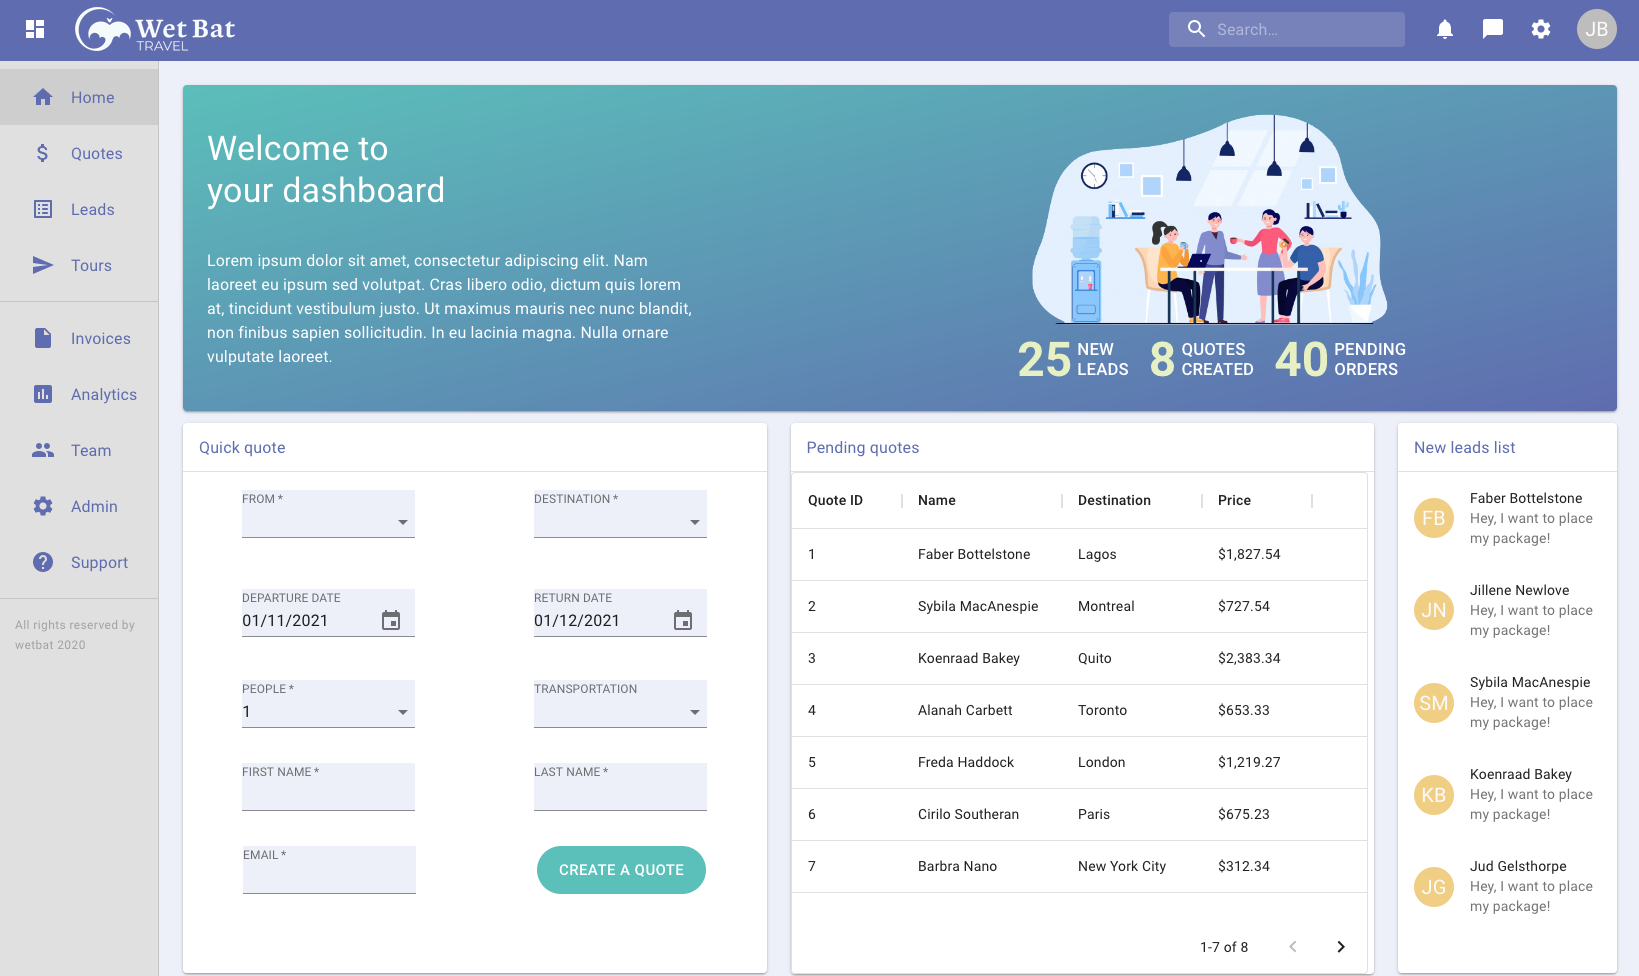 Wet Bat
TRAVEL
Search...
JB
Home
Quotes
Leads
Tours
Invoices
Analytics
Team
Admin
Support
All rights reserved by
wetbat 2020
Welcome to
your dashboard
Lorem ipsum dolor sit amet, consectetur adipiscing elit. Nam
laoreet eu ipsum sed volutpat. Cras libero odio, dictum quis lorem
at, tincidunt vestibulum justo. Ut maximus mauris nec nunc blandit,
non finibus sapien sollicitudin. In eu lacinia magna. Nulla ornare
vulputate laoreet.
25 NEW LEADS
8 QUOTES CREATED
40 PENDING ORDERS
Quick quote
FROM *
DESTINATION *
DEPARTURE DATE
01/11/2021
RETURN DATE
01/12/2021
PEOPLE *
1
TRANSPORTATION
FIRST NAME *
LAST NAME *
EMAIL *
CREATE A QUOTE
Pending quotes
Quote ID Name Destination Price
1 Faber Bottelstone Lagos $1,827.54
2 Sybila MacAnespie Montreal $727.54
3 Koenraad Bakey Quito $2,383.34
4 Alanah Carbett Toronto $653.33
5 Freda Haddock London $1,219.27
6 Cirilo Southeran Paris $675.23
7 Barbra Nano New York City $312.34
1-7 of 8
New leads list
FB
Faber Bottelstone
Hey, I want to place
my package!
JN
Jillene Newlove
Hey, I want to place
my package!
SM
Sybila MacAnespie
Hey, I want to place
my package!
KB
Koenraad Bakey
Hey, I want to place
my package!
JG
Jud Gelsthorpe
Hey, I want to place
my package!